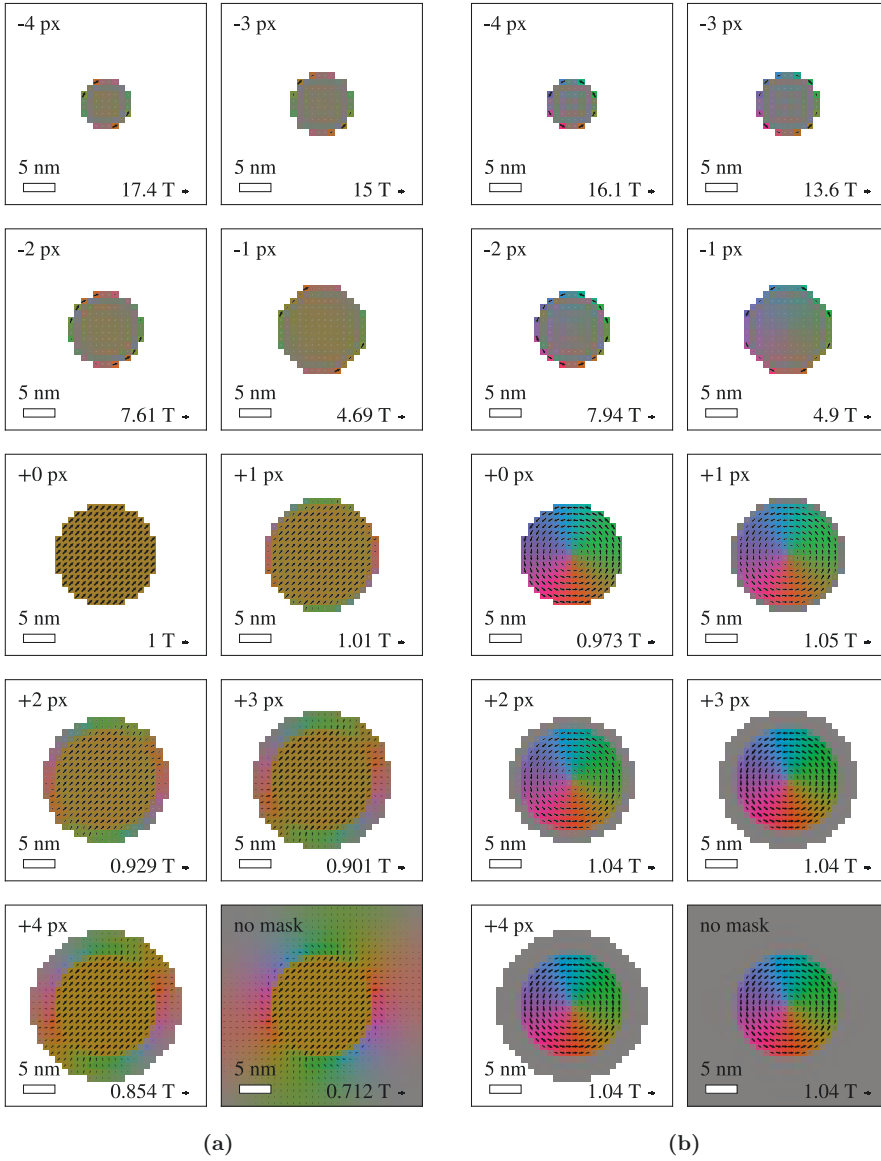 -4 px
5 nm
17.4 T
-3 px
5 nm
15 T
-4 px
5 nm
16.1 T
-3 px
5 nm
13.6 T
-2 px
5 nm
7.61 T
-1 px
5 nm
4.69 T
-2 px
5 nm
7.94 T
-1 px
5 nm
4.9 T
+0 px
5 nm
1 T
+1 px
5 nm
1.01 T
+0 px
5 nm
0.973 T
+1 px
5 nm
1.05 T
+2 px
5 nm
0.929 T
+3 px
5 nm
0.901 T
+2 px
5 nm
1.04 T
+3 px
5 nm
1.04 T
+4 px
5 nm
0.854 T
no mask
5 nm
0.712 T
+4 px
5 nm
1.04 T
no mask
5 nm
1.04 T
(a)
(b)